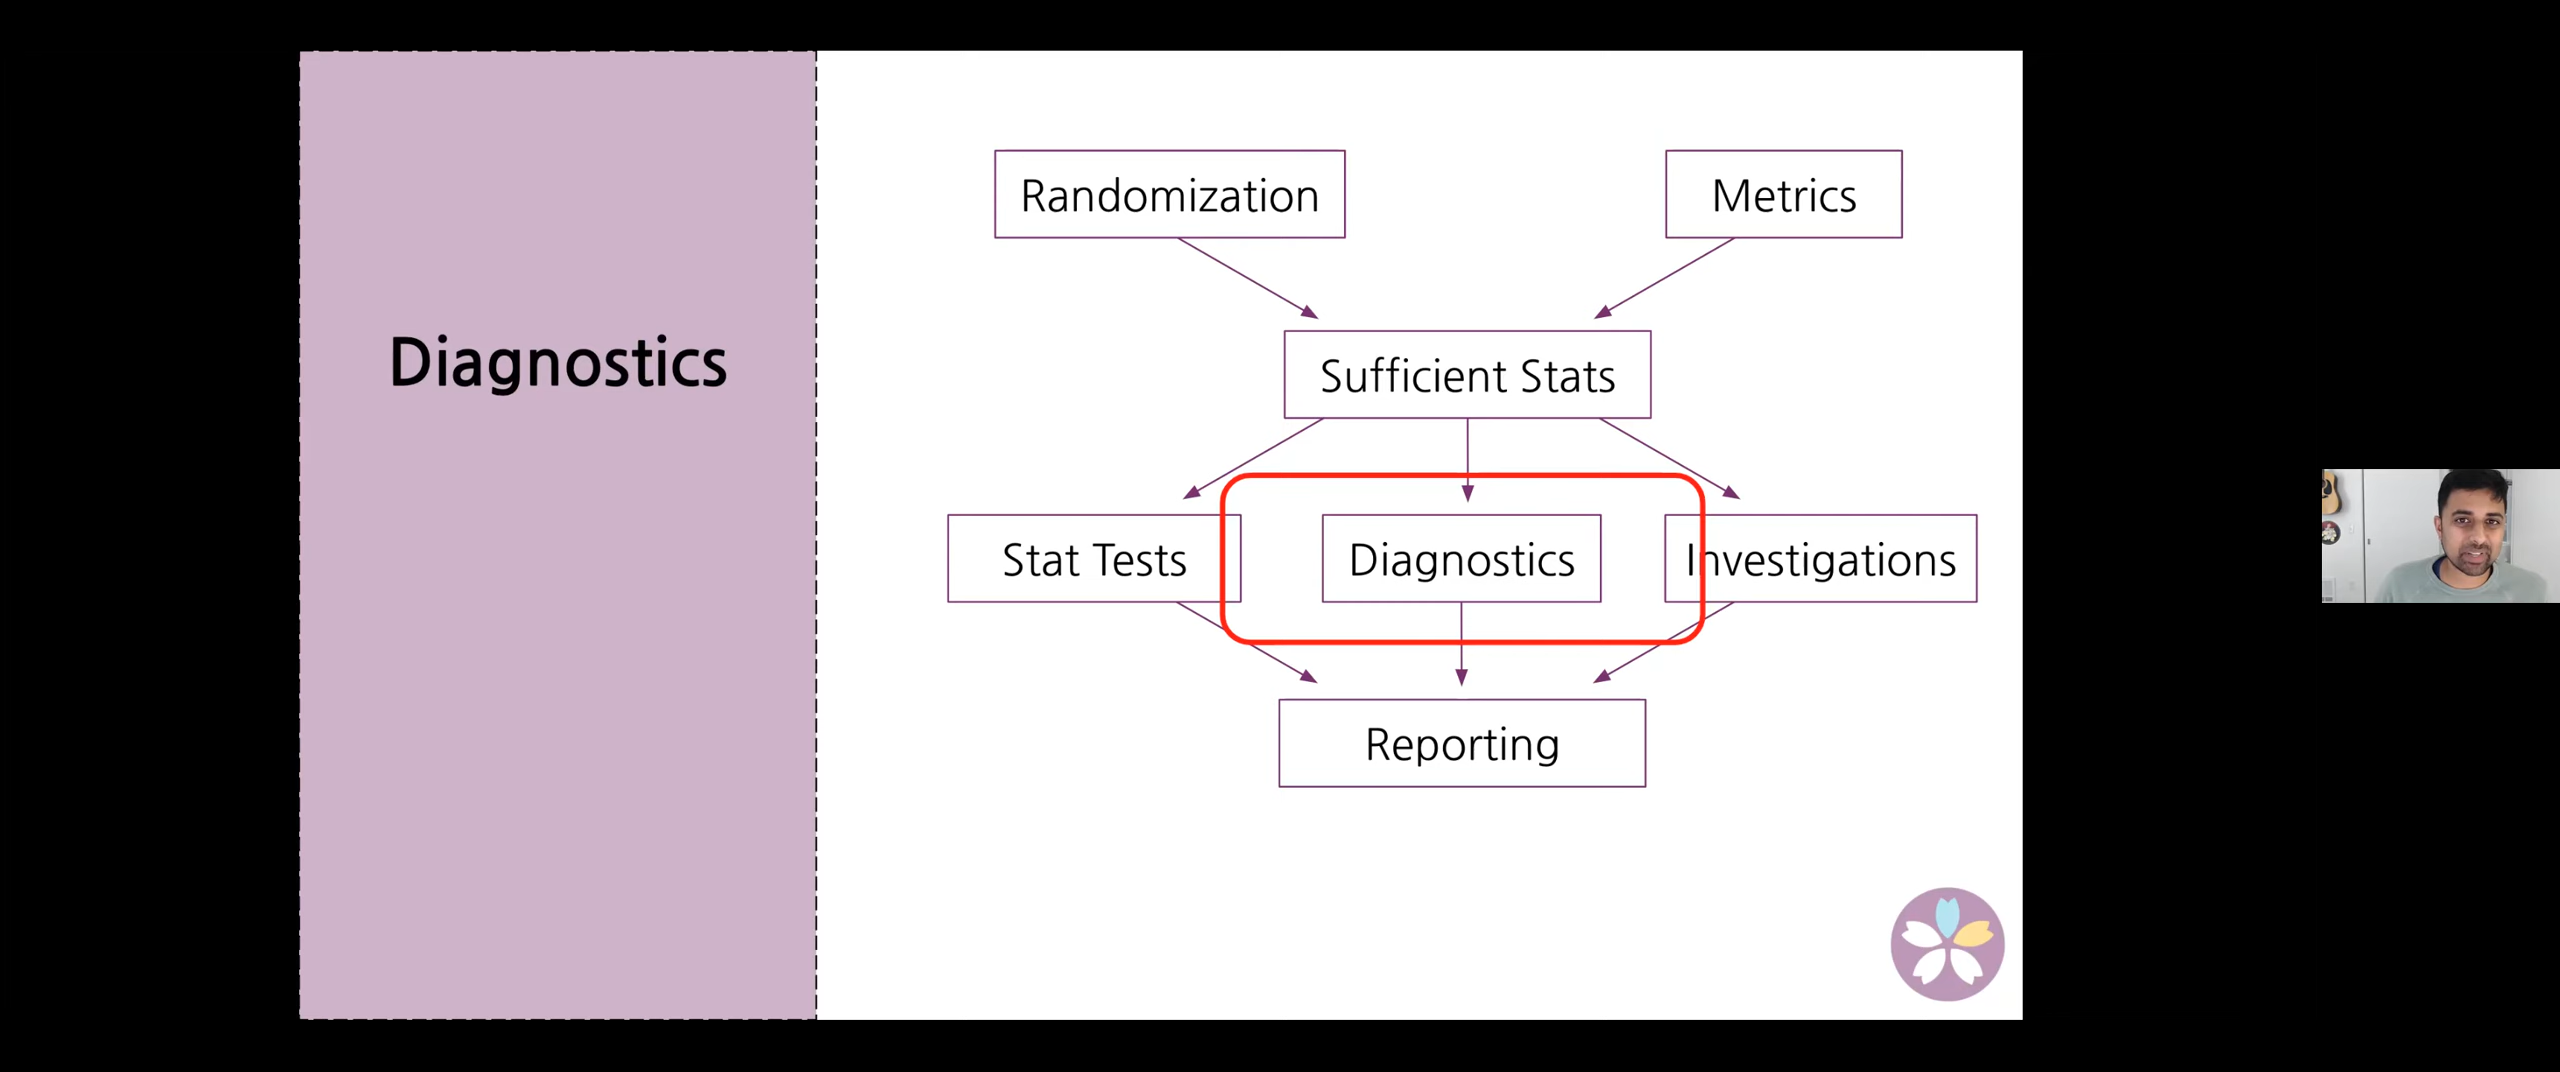 Diagnostics
Randomization
Metrics
Sufficient Stats
Stat Tests
Diagnostics
Investigations
Reporting